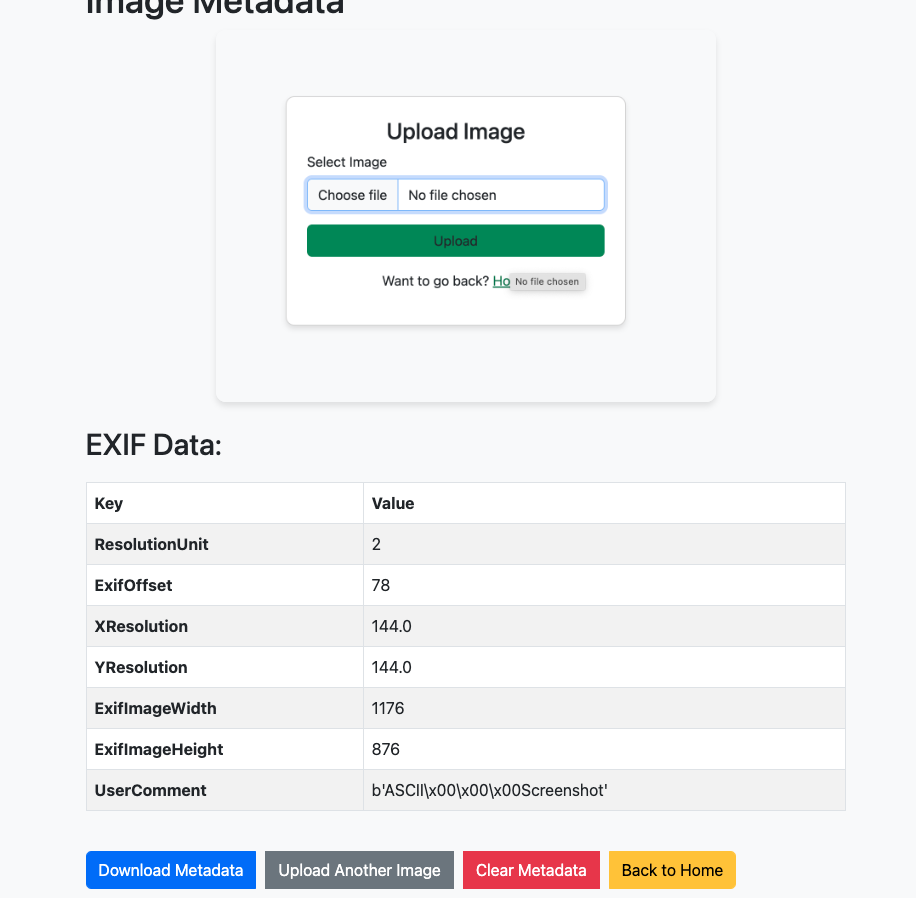 Image Metadata
Upload Image
Select Image
Choose file No file chosen
Upload
Want to go back? Ho No file chosen
EXIF Data:
Key Value
ResolutionUnit 2
ExifOffset 78
XResolution 144.0
YResolution 144.0
ExifImageWidth 1176
ExifImageHeight 876
UserComment b'ASCII\x00\x00\x00Screenshot'
Download Metadata Upload Another Image Clear Metadata Back to Home